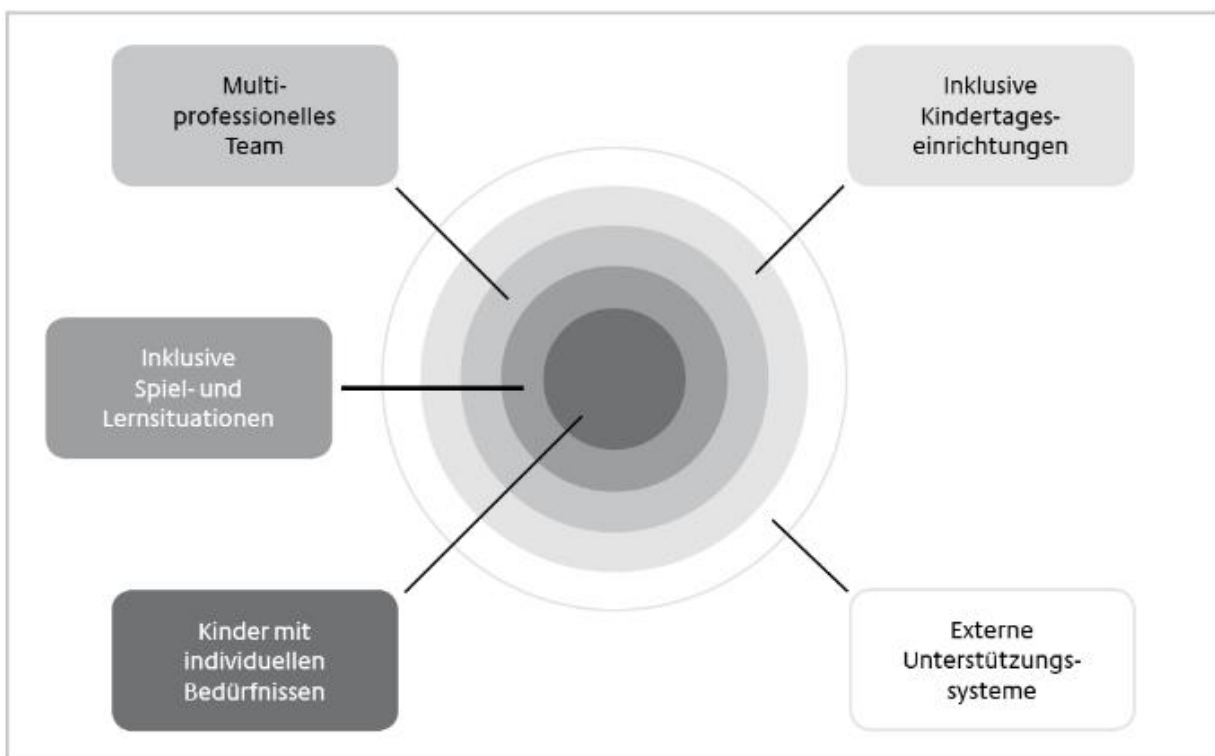 Multi-
professionelles
Team
Inklusive
Kindertages-
einrichtungen
Inklusive
Spiel- und
Lernsituationen
Kinder mit
individuellen
Bedürfnissen
Externe
Unterstützungs-
systeme